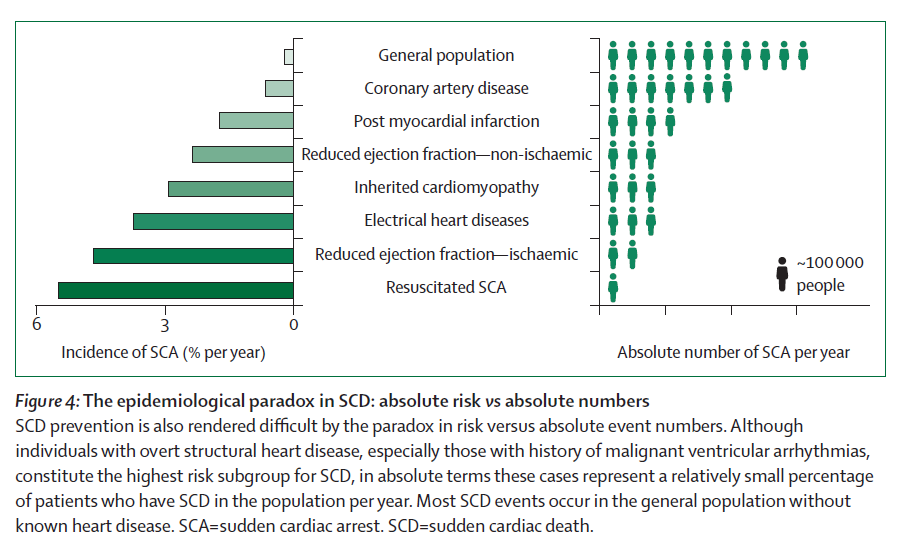 General population
Coronary artery disease
Post myocardial infarction
Reduced ejection fraction—non-ischaemic
Inherited cardiomyopathy
Electrical heart diseases
Reduced ejection fraction—ischaemic
Resuscitated SCA
~100 000
people
6
3
0
Incidence of SCA (% per year)
Absolute number of SCA per year
Figure 4: The epidemiological paradox in SCD: absolute risk vs absolute numbers
SCD prevention is also rendered difficult by the paradox in risk versus absolute event numbers. Although
individuals with overt structural heart disease, especially those with history of malignant ventricular arrhythmias,
constitute the highest risk subgroup for SCD, in absolute terms these cases represent a relatively small percentage
of patients who have SCD in the population per year. Most SCD events occur in the general population without
known heart disease. SCA=sudden cardiac arrest. SCD=sudden cardiac death.